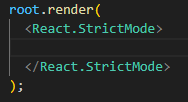 root.render(
<React.StrictMode>
</React.StrictMode>
);